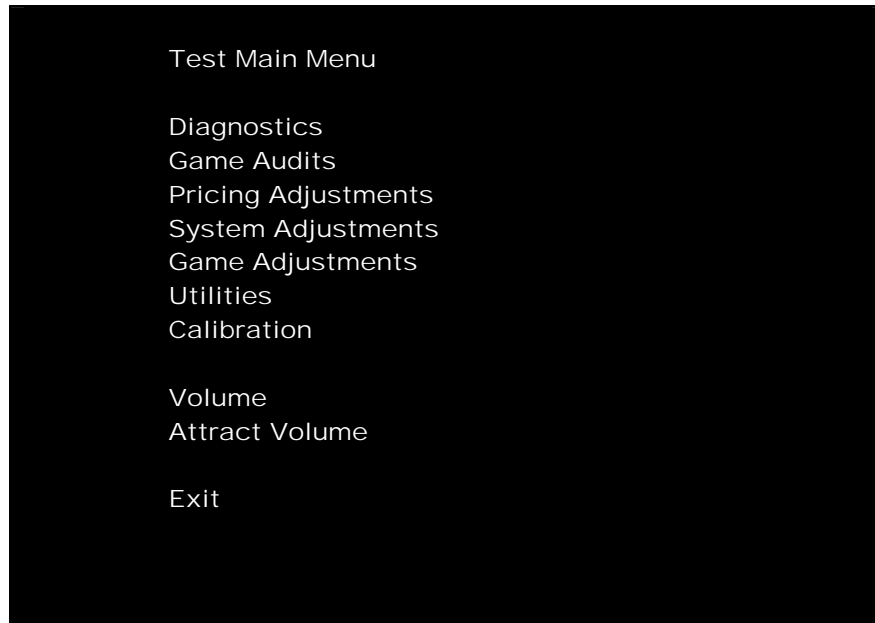 Test Main Menu
Diagnostics
Game Audits
Pricing Adjustments
System Adjustments
Game Adjustments
Utilities
Calibration
Volume
Attract Volume
Exit